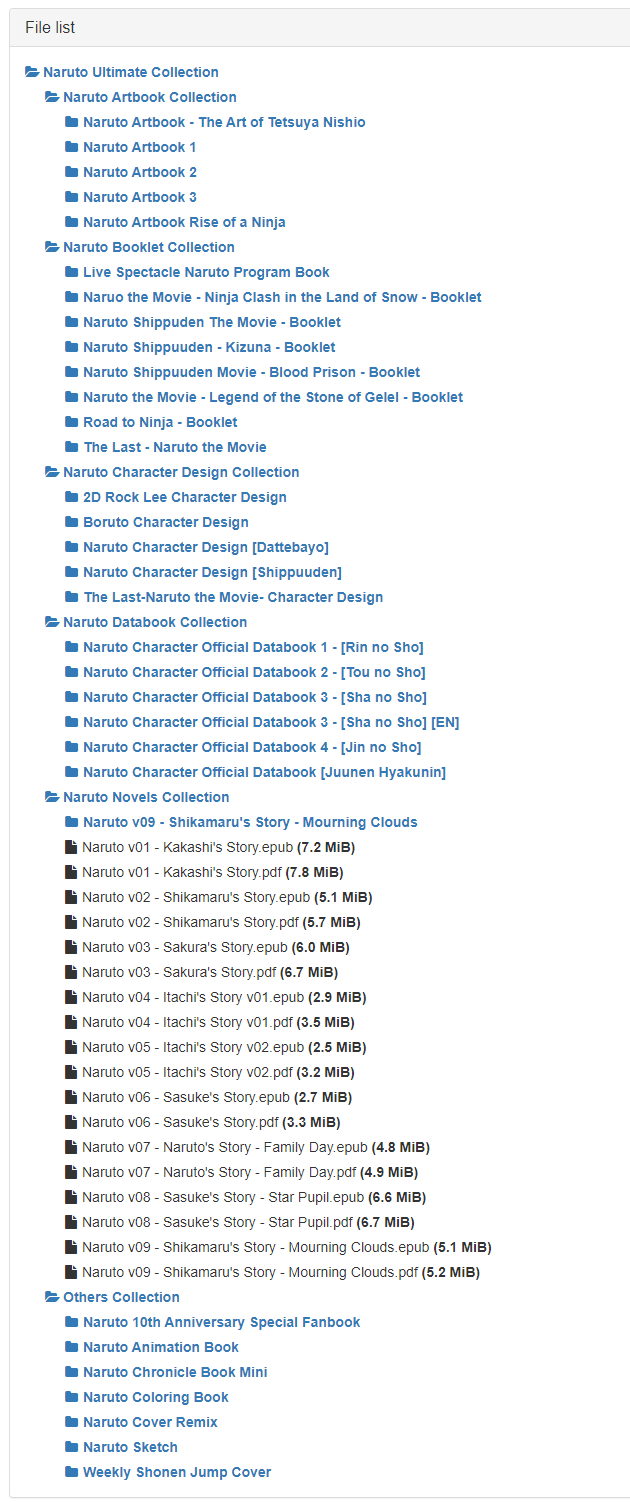 File list
Naruto Ultimate Collection
Naruto Artbook Collection
Naruto Artbook - The Art of Tetsuya Nishio
Naruto Artbook 1
Naruto Artbook 2
Naruto Artbook 3
Naruto Artbook Rise of a Ninja
Naruto Booklet Collection
Live Spectacle Naruto Program Book
Naruo the Movie - Ninja Clash in the Land of Snow - Booklet
Naruto Shippuden The Movie - Booklet
Naruto Shippuuden - Kizuna - Booklet
Naruto Shippuuden Movie - Blood Prison - Booklet
Naruto the Movie - Legend of the Stone of Gelel - Booklet
Road to Ninja - Booklet
The Last - Naruto the Movie
Naruto Character Design Collection
2D Rock Lee Character Design
Boruto Character Design
Naruto Character Design [Dattebayo]
Naruto Character Design [Shippuuden]
The Last-Naruto the Movie- Character Design
Naruto Databook Collection
Naruto Character Official Databook 1 - [Rin no Sho]
Naruto Character Official Databook 2 - [Tou no Sho]
Naruto Character Official Databook 3 - [Sha no Sho]
Naruto Character Official Databook 3 - [Sha no Sho] [EN]
Naruto Character Official Databook 4 - [Jin no Sho]
Naruto Character Official Databook [Juunen Hyakunin]
Naruto Novels Collection
Naruto v09 - Shikamaru's Story - Mourning Clouds
Naruto v01 - Kakashi's Story.epub (7.2 MiB)
Naruto v01 - Kakashi's Story.pdf (7.8 MiB)
Naruto v02 - Shikamaru's Story.epub (5.1 MiB)
Naruto v02 - Shikamaru's Story.pdf (5.7 MiB)
Naruto v03 - Sakura's Story.epub (6.0 MiB)
Naruto v03 - Sakura's Story.pdf (6.7 MiB)
Naruto v04 - Itachi's Story v01.epub (2.9 MiB)
Naruto v04 - Itachi's Story v01.pdf (3.5 MiB)
Naruto v05 - Itachi's Story v02.epub (2.5 MiB)
Naruto v05 - Itachi's Story v02.pdf (3.2 MiB)
Naruto v06 - Sasuke's Story.epub (2.7 MiB)
Naruto v06 - Sasuke's Story.pdf (3.3 MiB)
Naruto v07 - Naruto's Story - Family Day.epub (4.8 MiB)
Naruto v07 - Naruto's Story - Family Day.pdf (4.9 MiB)
Naruto v08 - Sasuke's Story - Star Pupil.epub (6.6 MiB)
Naruto v08 - Sasuke's Story - Star Pupil.pdf (6.7 MiB)
Naruto v09 - Shikamaru's Story - Mourning Clouds.epub (5.1 MiB)
Naruto v09 - Shikamaru's Story - Mourning Clouds.pdf (5.2 MiB)
Others Collection
Naruto 10th Anniversary Special Fanbook
Naruto Animation Book
Naruto Chronicle Book Mini
Naruto Coloring Book
Naruto Cover Remix
Naruto Sketch
Weekly Shonen Jump Cover